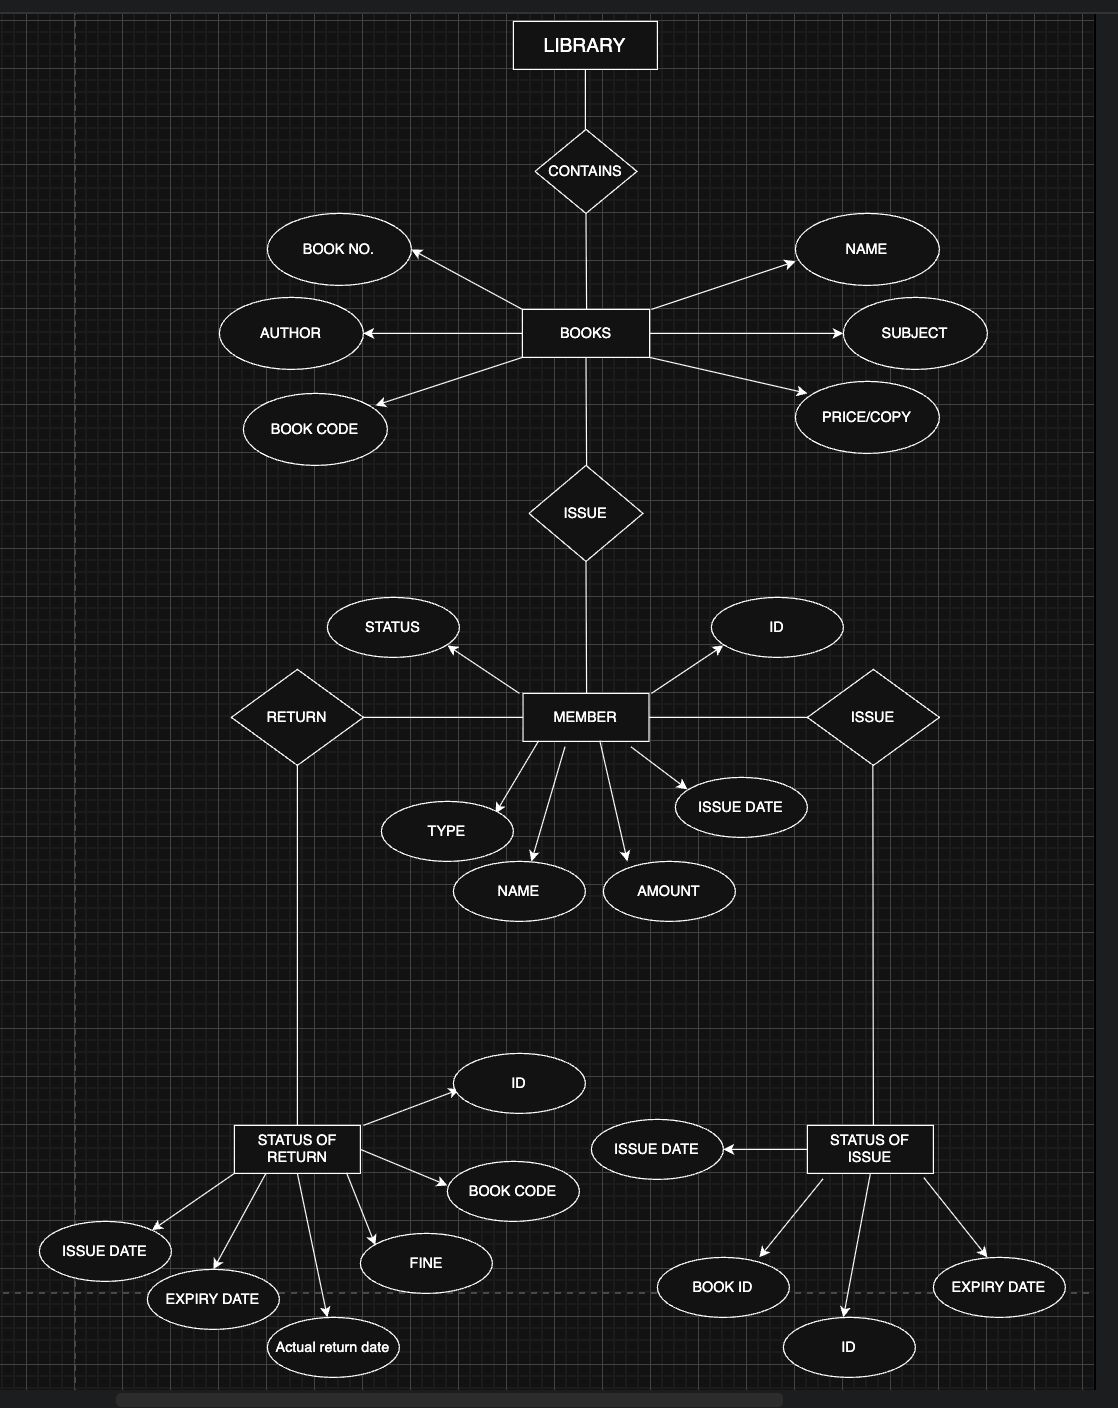 LIBRARY
CONTAINS
BOOK NO.
NAME
AUTHOR
BOOKS
SUBJECT
BOOK CODE
PRICE/COPY
ISSUE
STATUS
ID
RETURN
MEMBER
ISSUE
ISSUE DATE
TYPE
NAME
AMOUNT
ID
STATUS OF
RETURN
ISSUE DATE
STATUS OF
ISSUE
BOOK CODE
ISSUE DATE
FINE
EXPIRY DATE
BOOK ID
EXPIRY DATE
Actual return date
ID